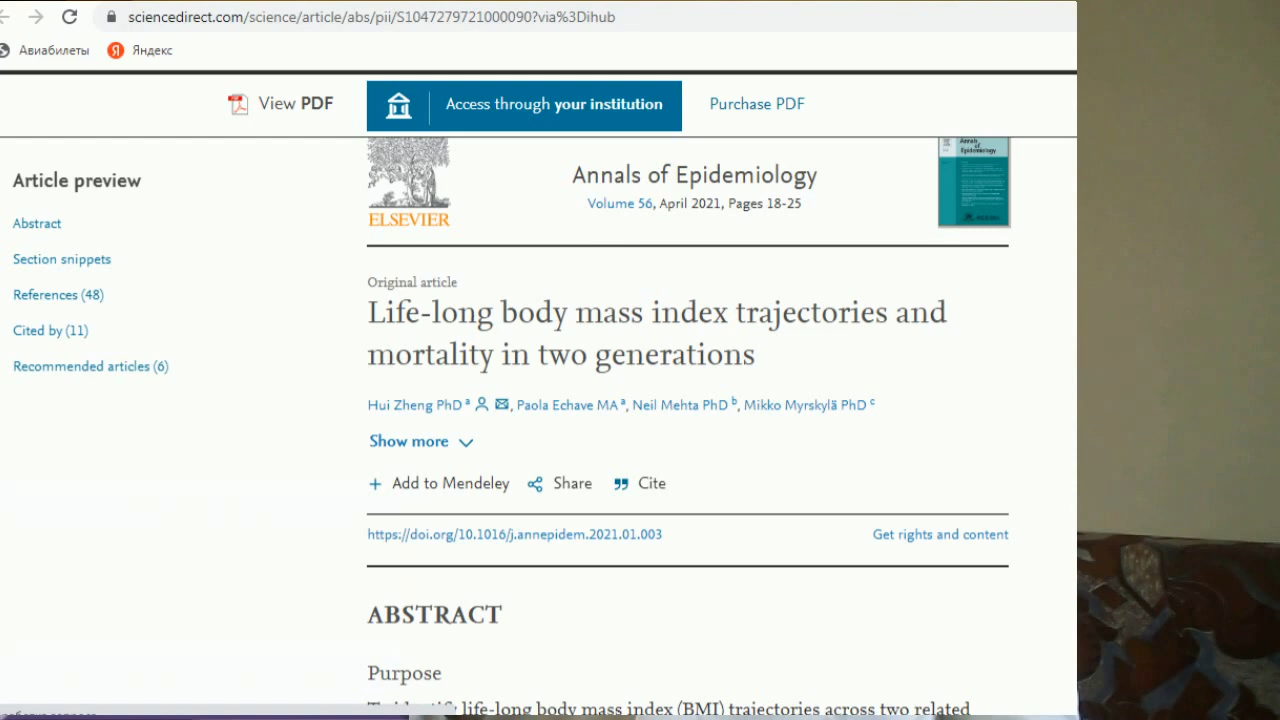 sciencedirect.com/science/article/abs/pii/S1047279721000090?via%3Dihub
Авиабилеты Яндекс
View PDF
Access through your institution
Purchase PDF
Article preview
Abstract
Section snippets
References (48)
Cited by (11)
Recommended articles (6)
ELSEVIER
Annals of Epidemiology
Volume 56, April 2021, Pages 18-25
Annals
of
Epidemiology
Original article
Life-long body mass index trajectories and
mortality in two generations
Hui Zheng PhD a, Paola Echave MA a, Neil Mehta PhD b, Mikko Myrskylä PhD c
Show more
Add to Mendeley Share Cite
https://doi.org/10.1016/j.annepidem.2021.01.003
Get rights and content
ABSTRACT
Purpose
To identify life-long body mass index (BMI) trajectories across two related